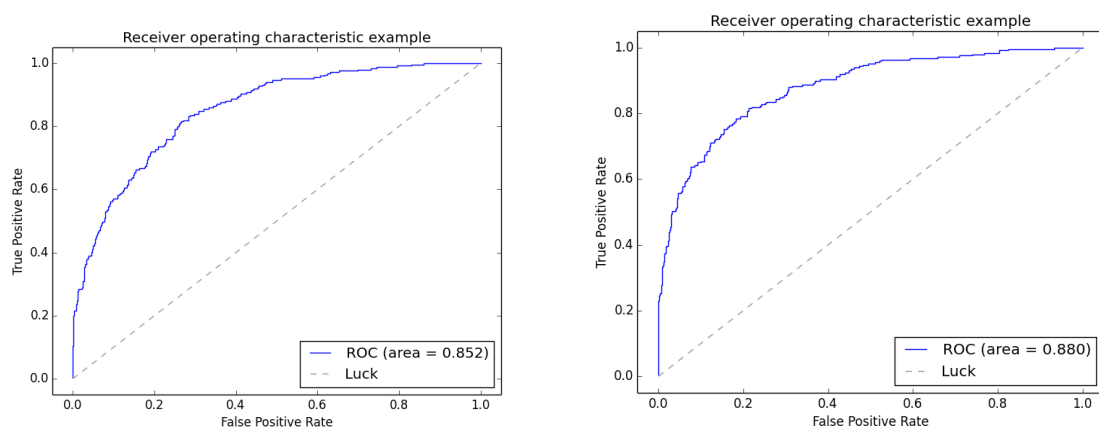 Receiver operating characteristic example
1.0
0.8
0.6
0.4
0.2
0.0
True Positive Rate
ROC (area = 0.852)
Luck
0.0 0.2 0.4 0.6 0.8 1.0
False Positive Rate
Receiver operating characteristic example
1.0
0.8
0.6
0.4
0.2
0.0
True Positive Rate
ROC (area = 0.880)
Luck
0.0 0.2 0.4 0.6 0.8 1.0
False Positive Rate